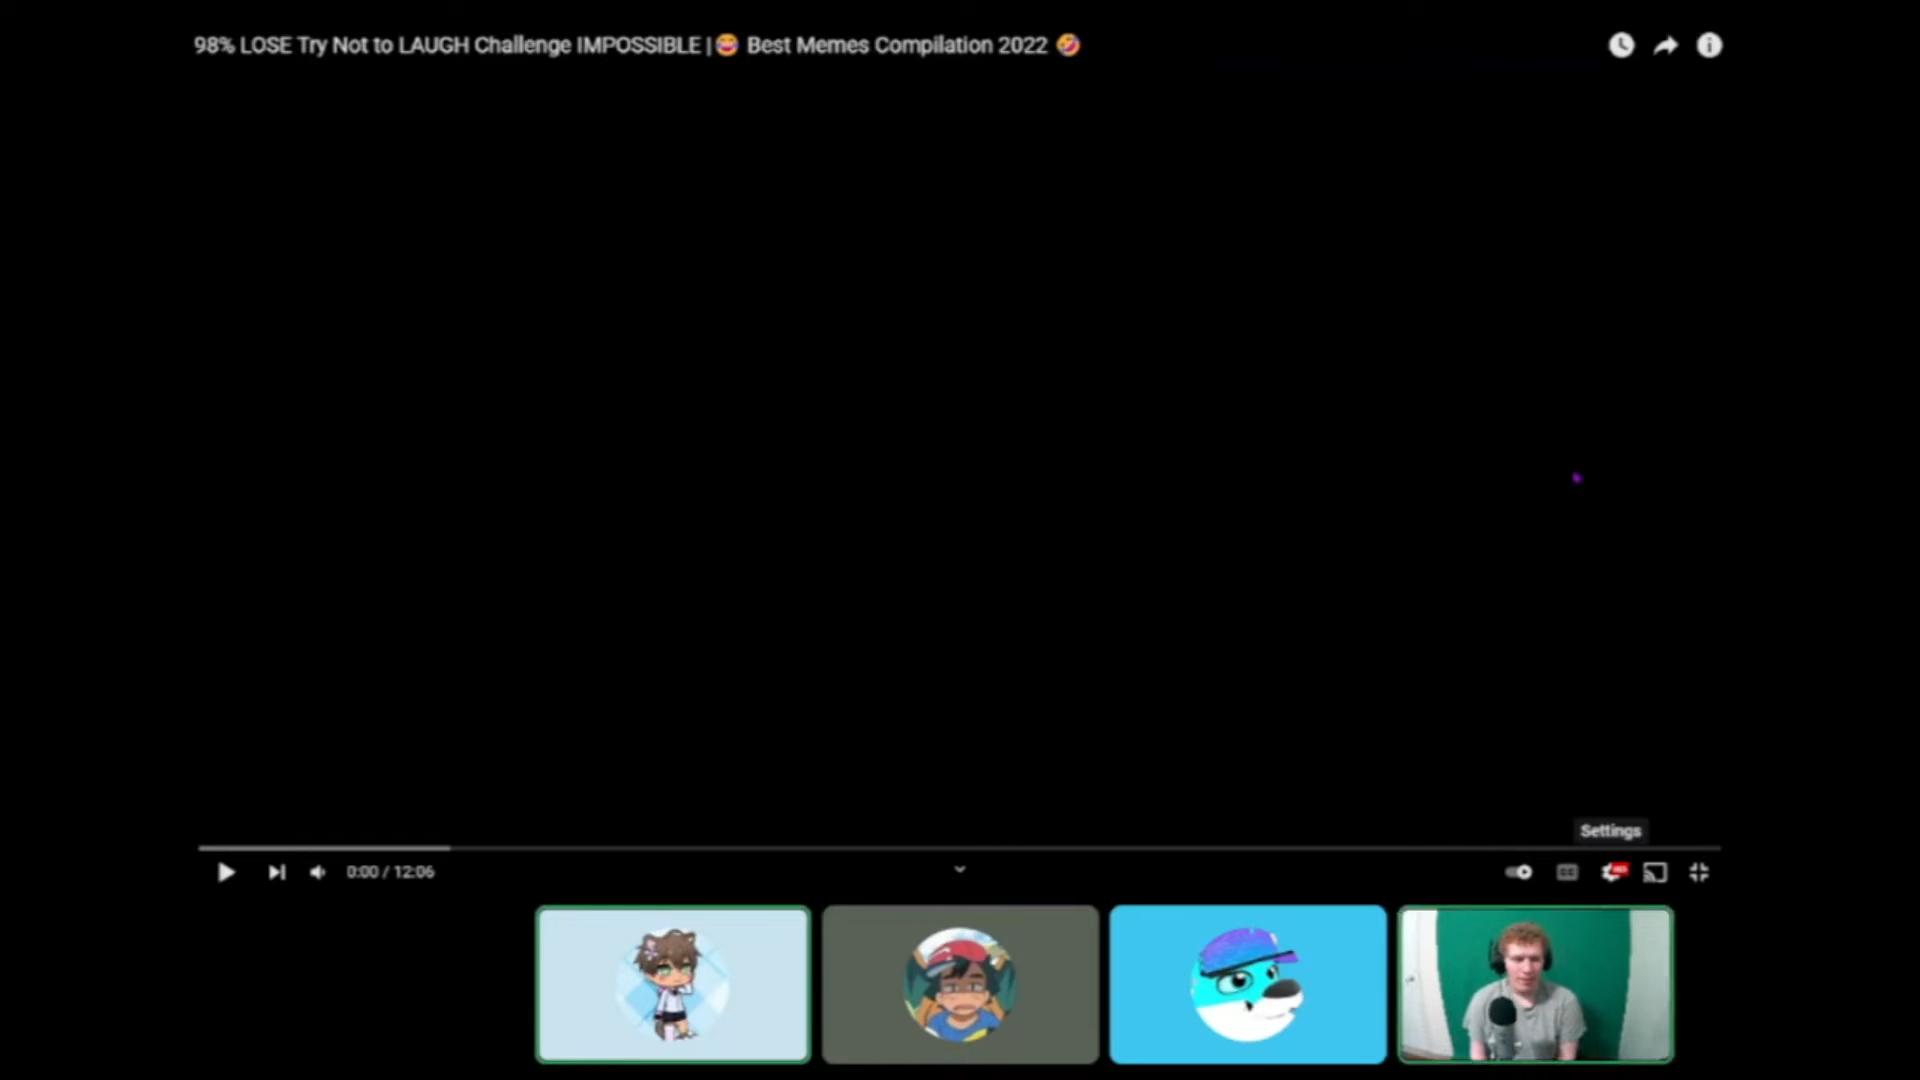 98% LOSE Try Not to LAUGH Challenge IMPOSSIBLE |😂 Best Memes Compilation 2022 🤣
Settings
0:00 / 12:06